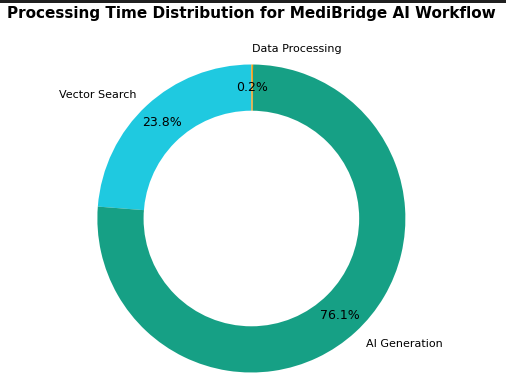 Processing Time Distribution for MediBridge AI Workflow
Data Processing
0.2%
Vector Search
23.8%
76.1%
AI Generation